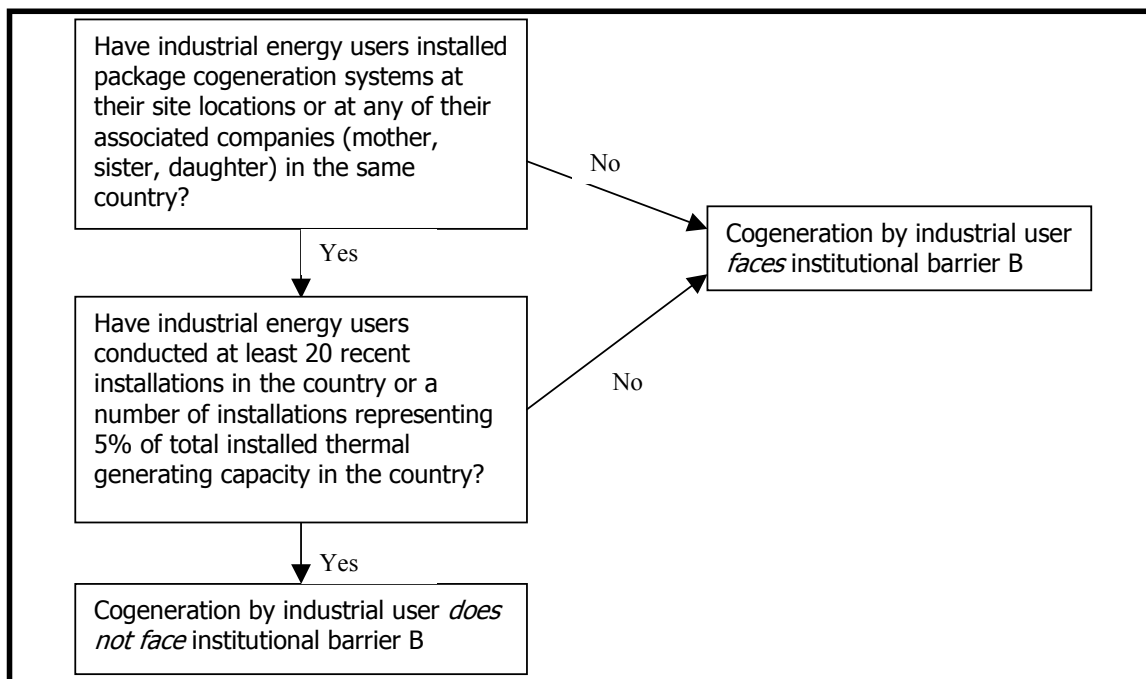 Have industrial energy users installed
package cogeneration systems at
their site locations or at any of their
associated companies (mother,
sister, daughter) in the same
country?
No
Cogeneration by industrial user
faces institutional barrier B
Yes
Have industrial energy users
conducted at least 20 recent
installations in the country or a
number of installations representing
5% of total installed thermal
generating capacity in the country?
No
Yes
Cogeneration by industrial user does
not face institutional barrier B